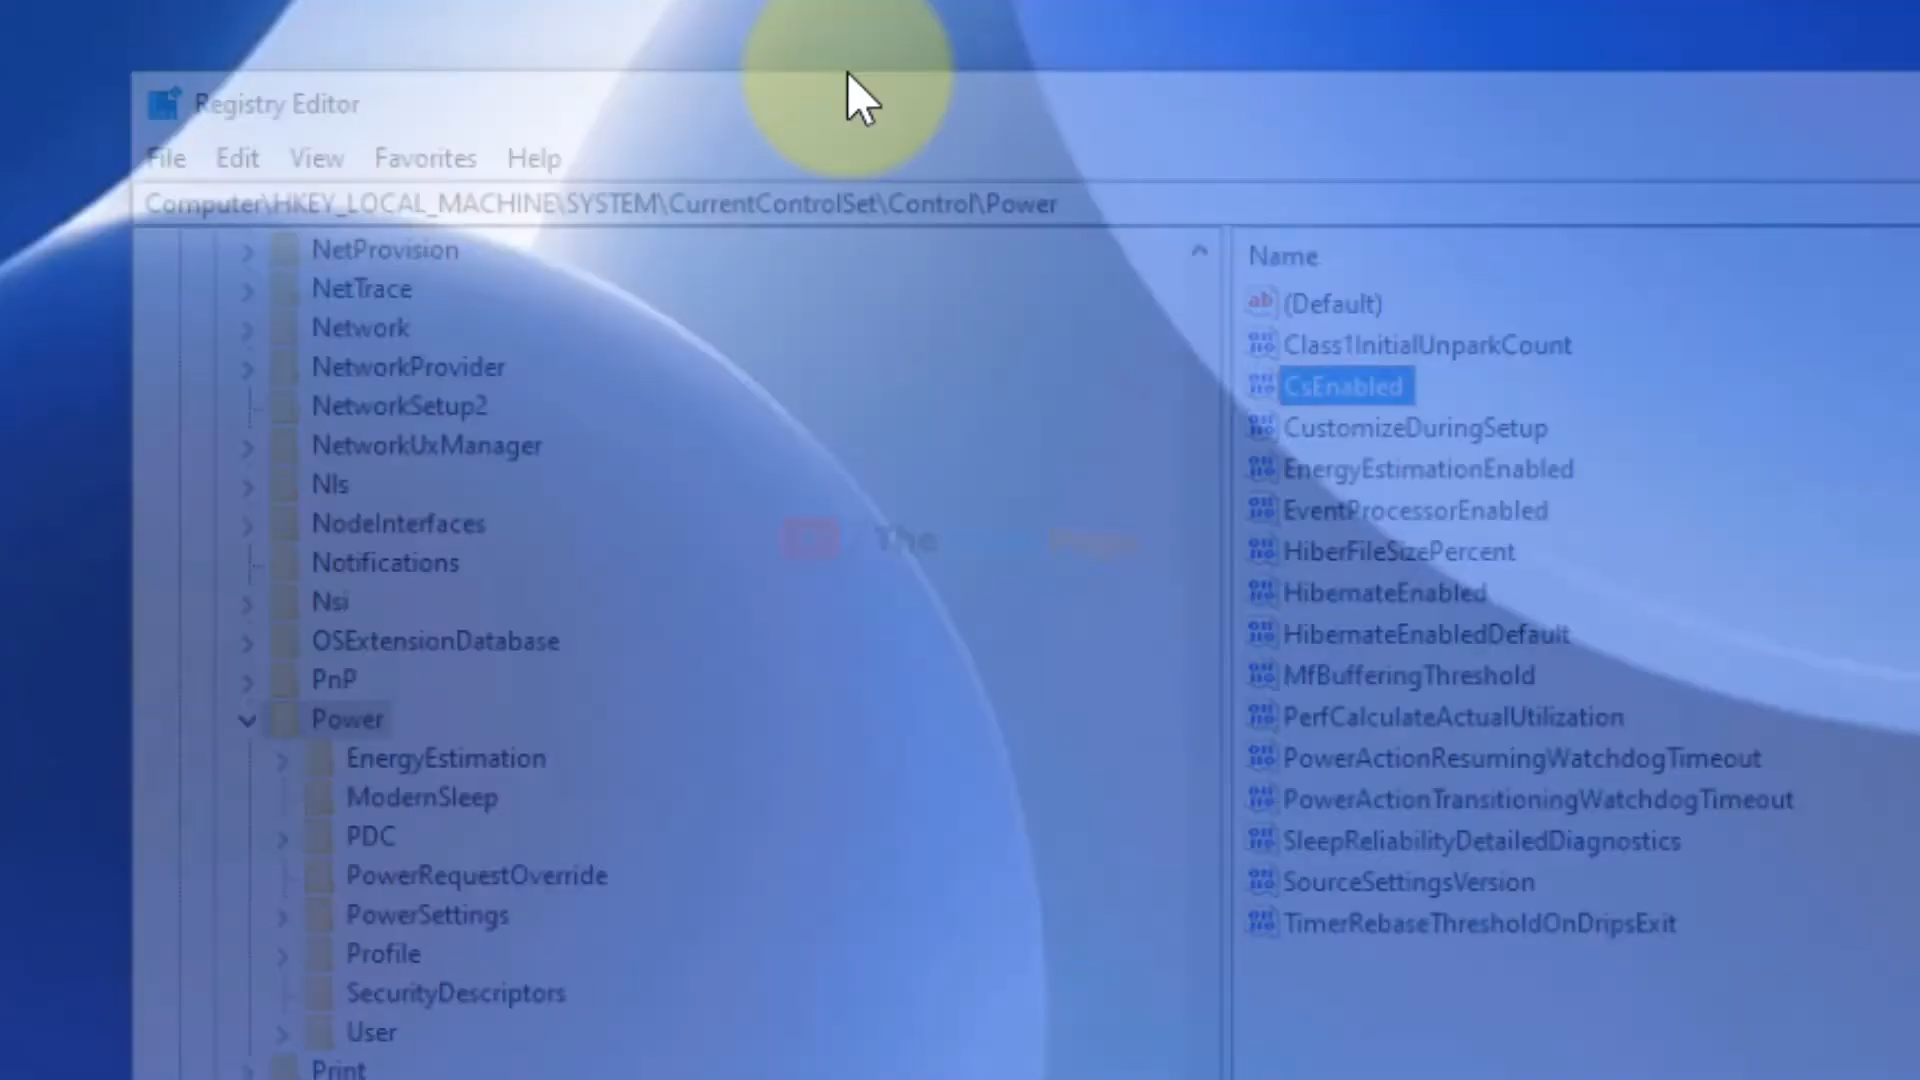 Registry Editor
File Edit View Favorites Help
Computer\HKEY_LOCAL_MACHINE\SYSTEM\CurrentControlSet\Control\Power
NetProvision
NetTrace
Network
NetworkProvider
NetworkSetup2
NetworkUxManager
Nls
NodeInterfaces
Notifications
Nsi
OSExtensionDatabase
PnP
Power
EnergyEstimation
ModernSleep
PDC
PowerRequestOverride
PowerSettings
Profile
SecurityDescriptors
User
Print
Name
(Default)
Class1InitialUnparkCount
CsEnabled
CustomizeDuringSetup
EnergyEstimationEnabled
EventProcessorEnabled
HiberFileSizePercent
HibernateEnabled
HibernateEnabledDefault
MfBufferingThreshold
PerfCalculateActualUtilization
PowerActionResumingWatchdogTimeout
PowerActionTransitioningWatchdogTimeout
SleepReliabilityDetailedDiagnostics
SourceSettingsVersion
TimerRebaseThresholdOnDripsExit
The